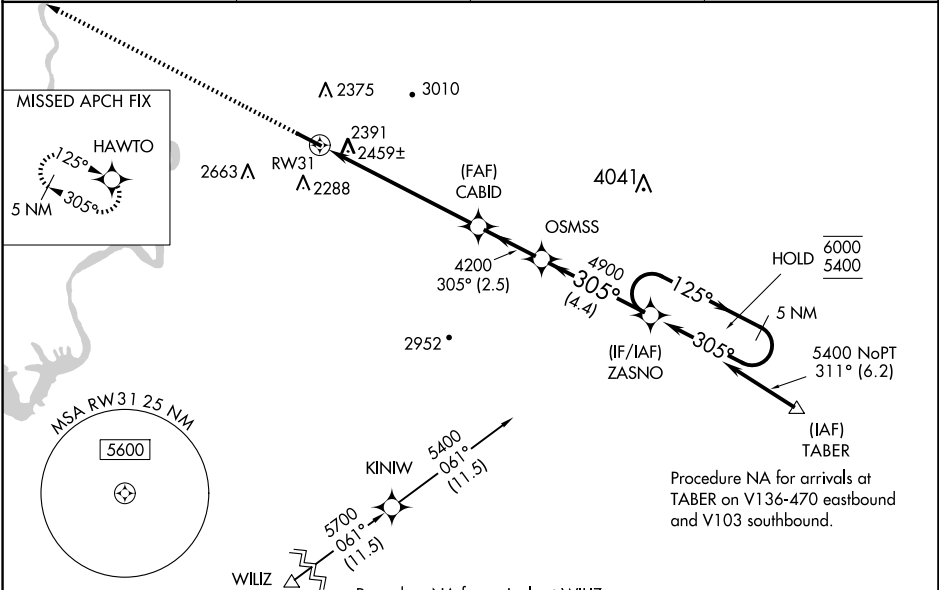 MISSED APCH FIX
HAWTO
125°
305°
5 NM
2375
3010
2391
2459±
2663
RW31
2288
(FAF)
CABID
4041
OSMSS
4200
305° (2.5)
4900
305°
(4.4)
HOLD
6000
5400
125°
5 NM
305°
(IF/IAF)
ZASNO
2952
5400 NoPT
311° (6.2)
(IAF)
TABER
MSA RW31 25 NM
5600
KINIW
5400
061°
(11.5)
5700
061°
(11.5)
WILIZ
Procedure NA for arrivals at
TABER on V136-470 eastbound
and V103 southbound.